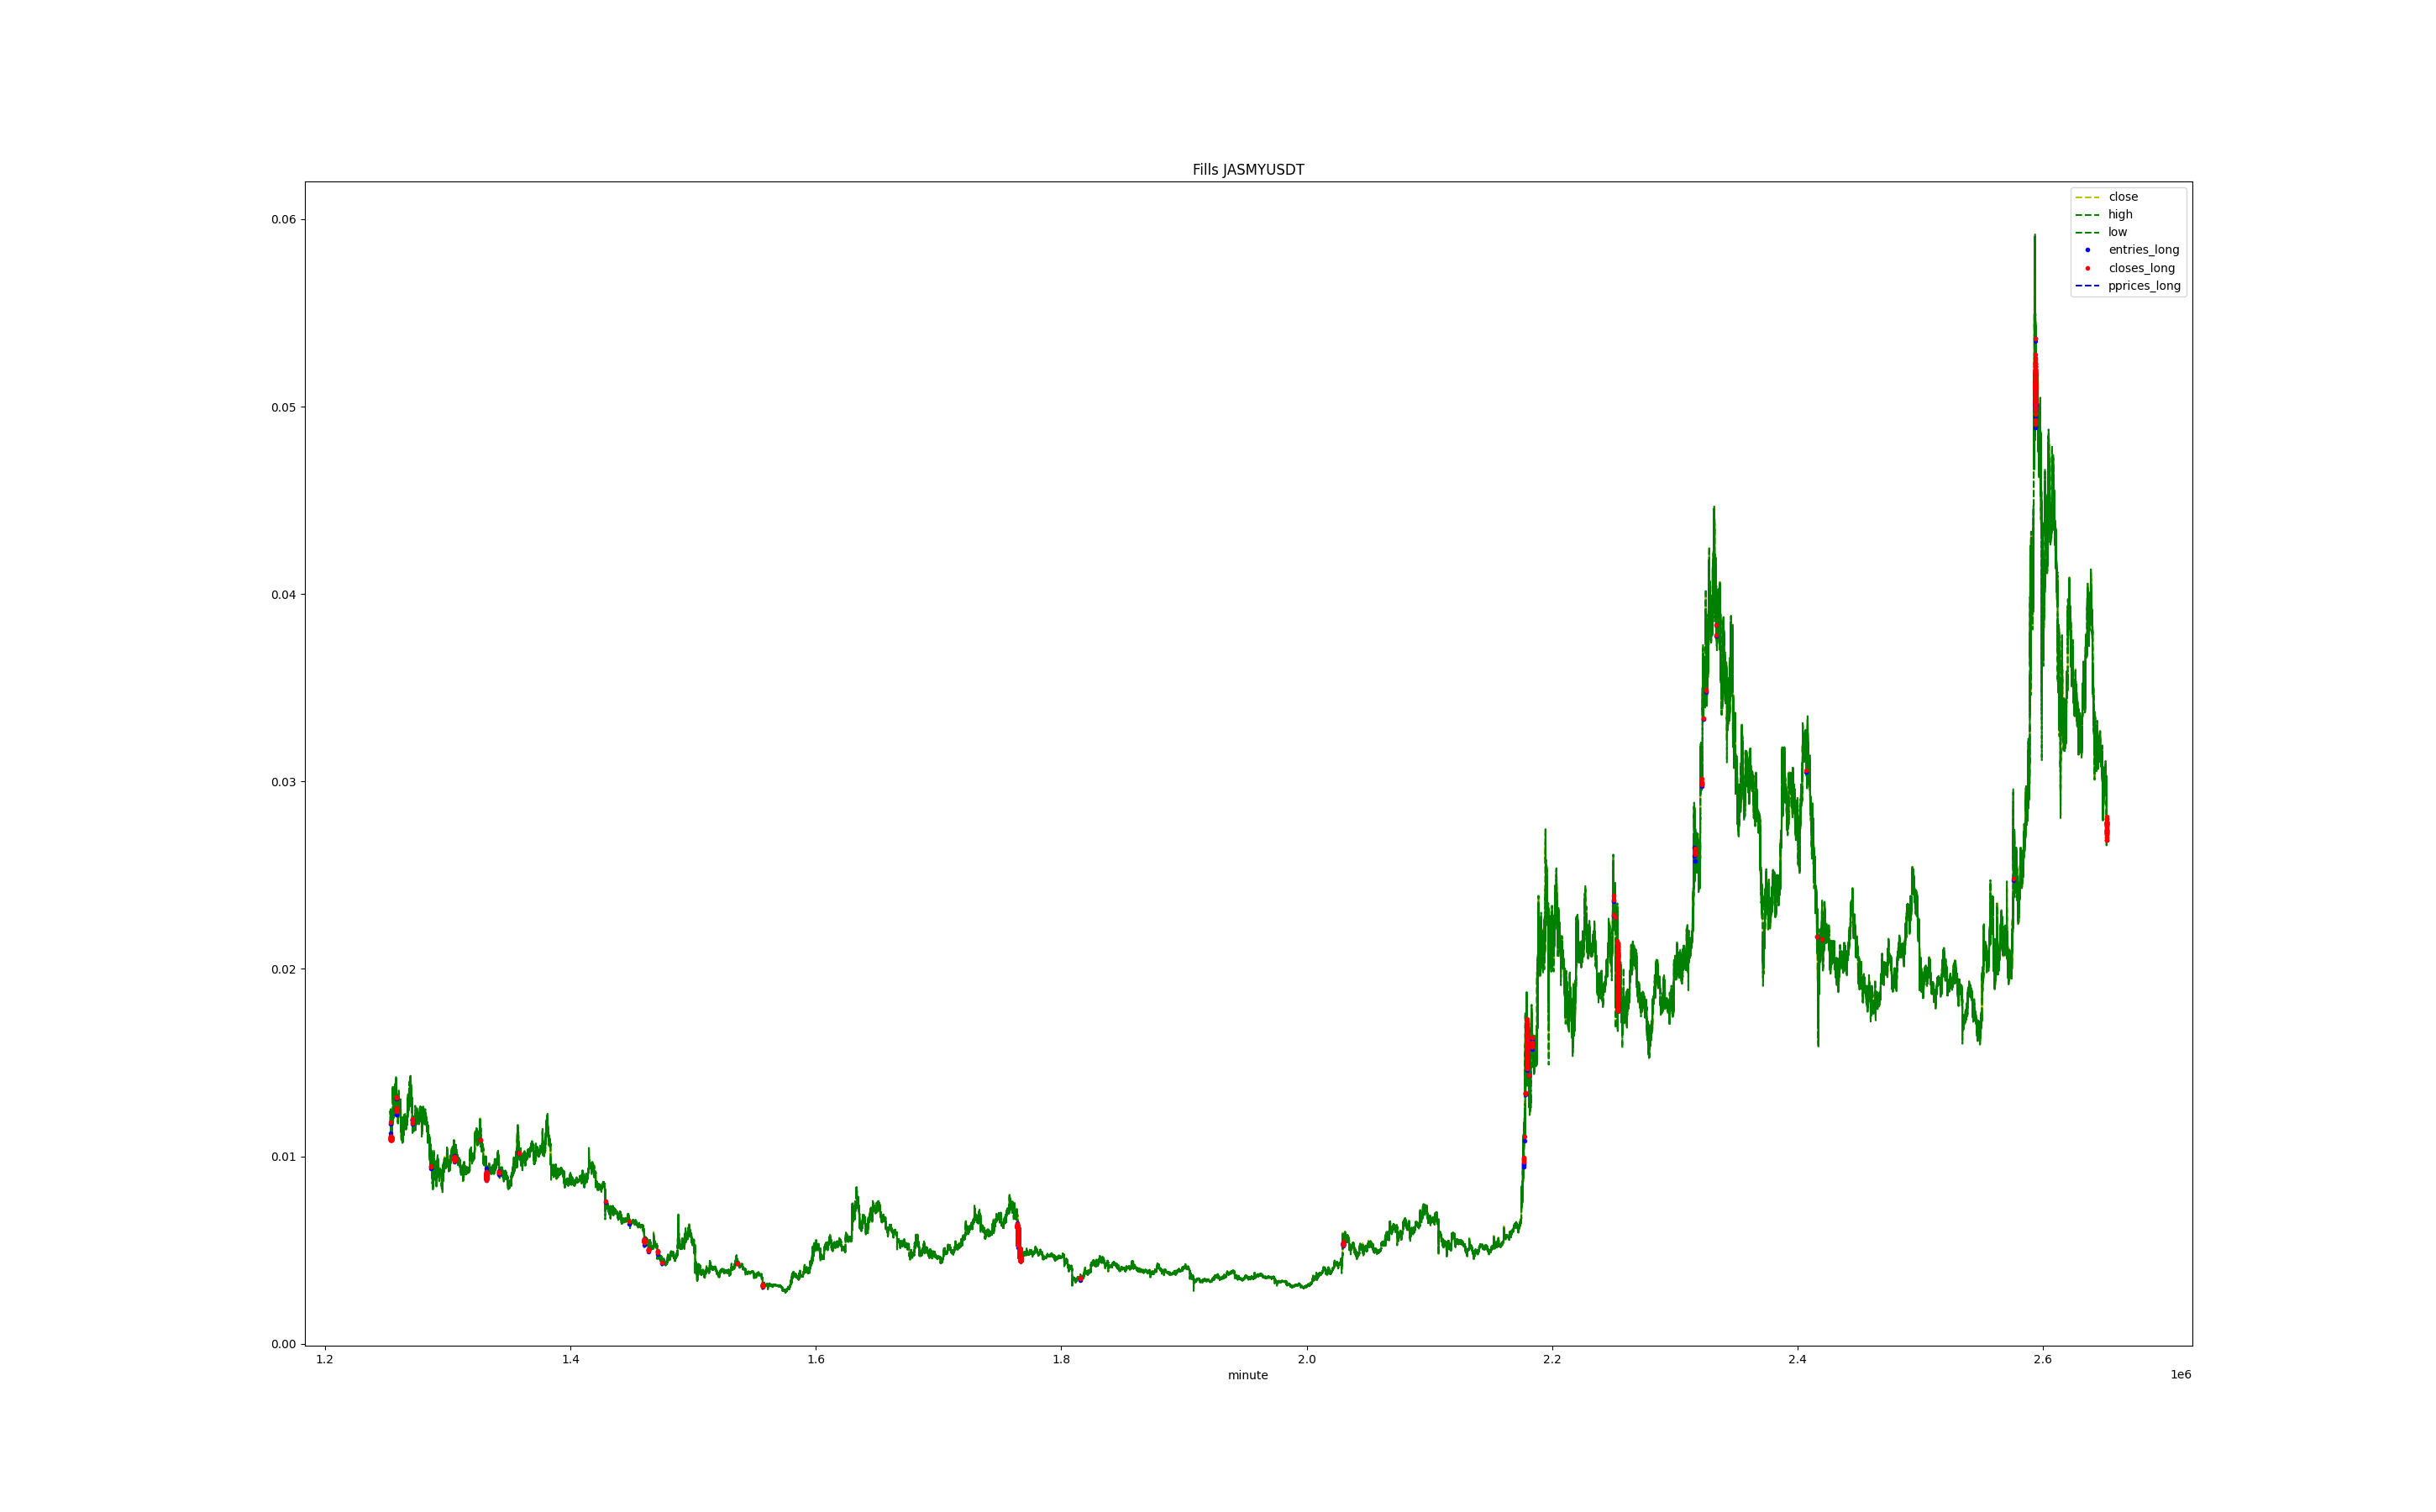 Fills JASMYUSDT
close
high
low
entries_long
closes_long
pprices_long
0.06
0.05
0.04
0.03
0.02
0.01
0.00
1.2 1.4 1.6 1.8 2.0 2.2 2.4 2.6
minute 1e6